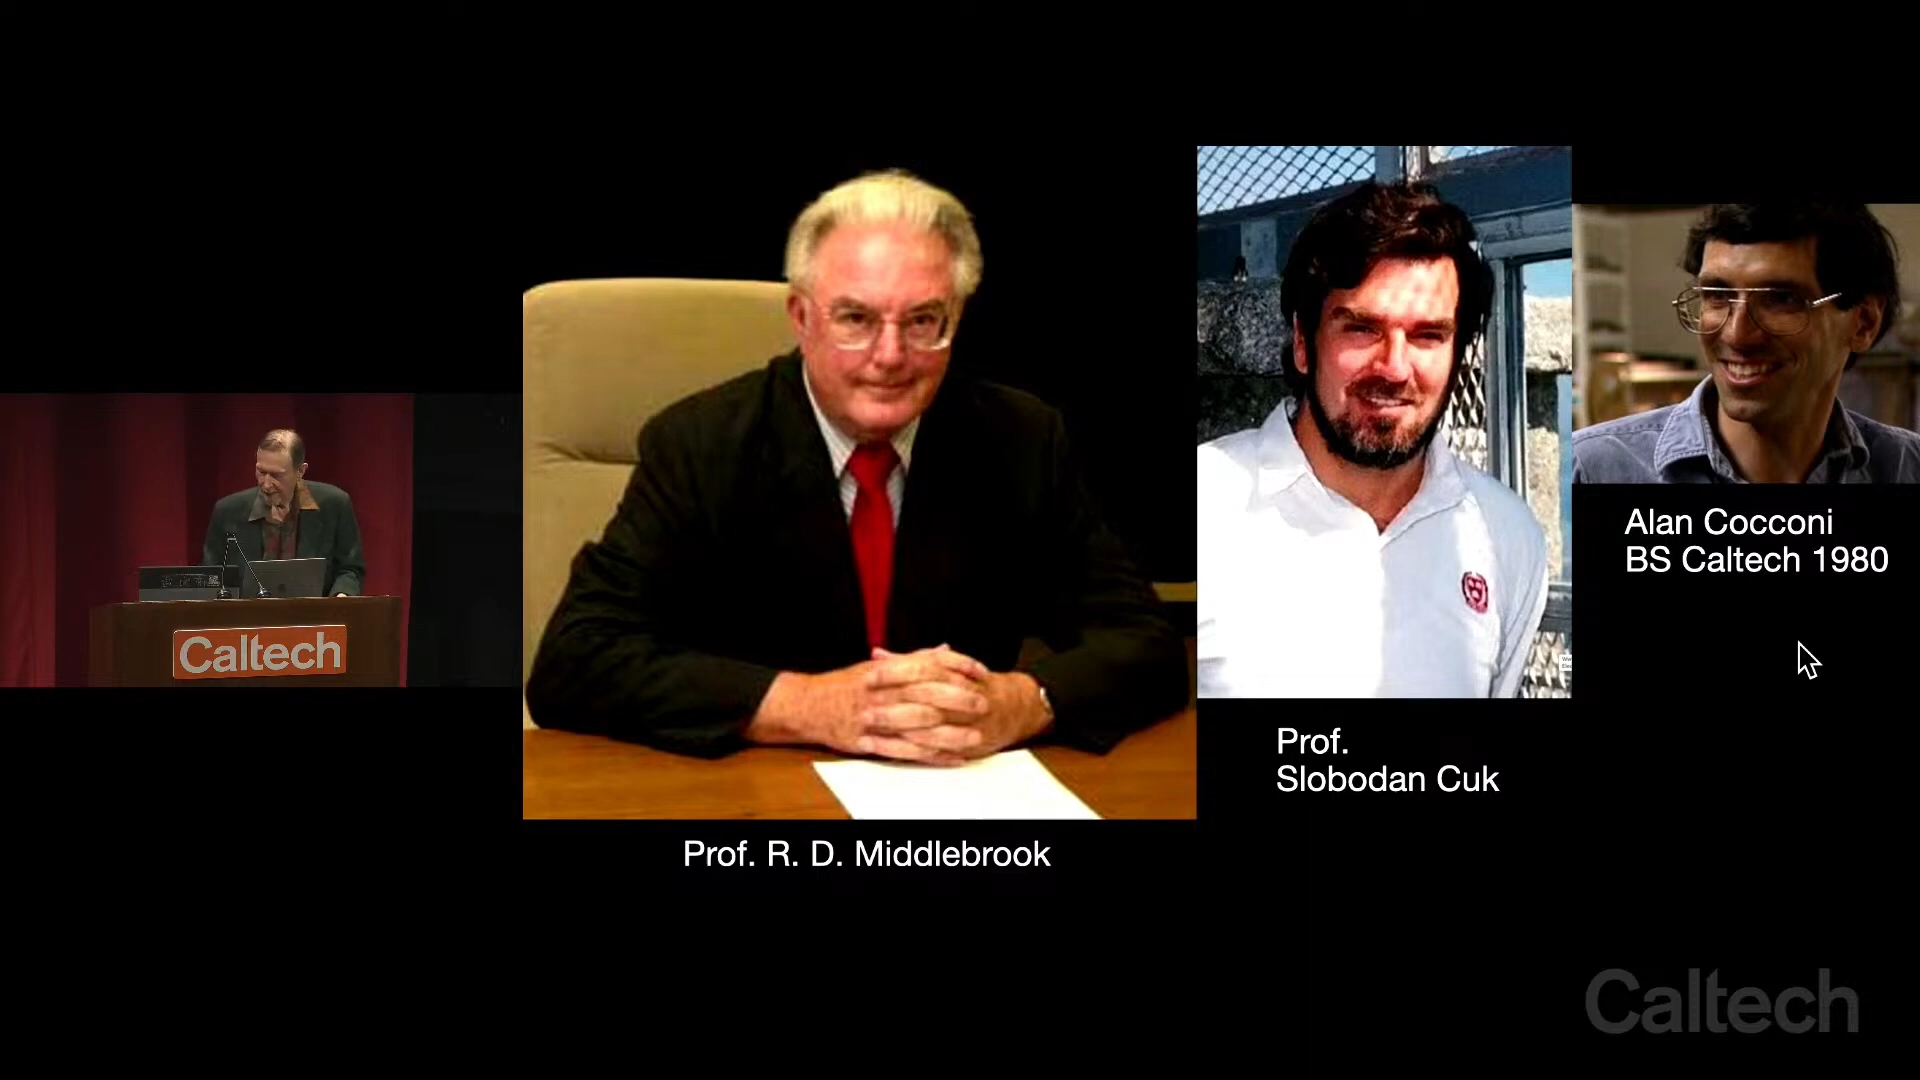 Caltech
Prof. R. D. Middlebrook
Prof.
Slobodan Cuk
Alan Cocconi
BS Caltech 1980
Caltech